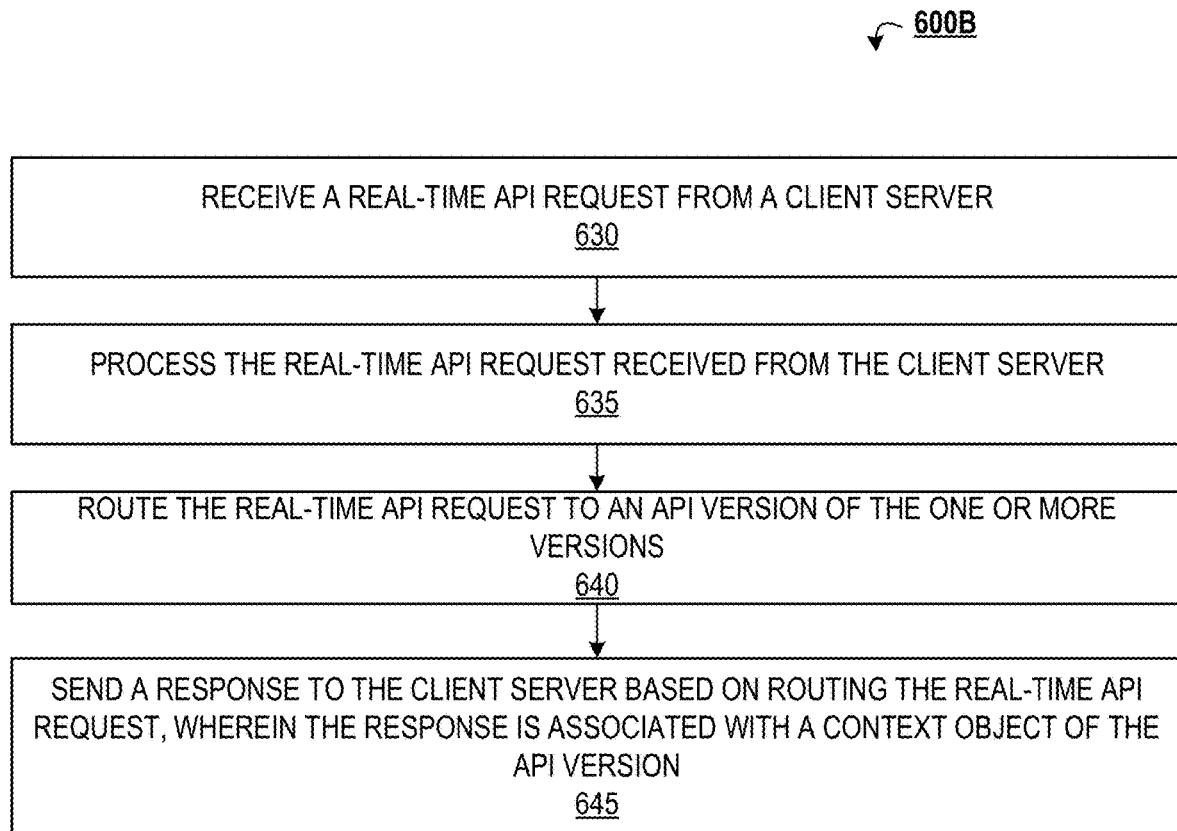 600B
RECEIVE A REAL-TIME API REQUEST FROM A CLIENT SERVER
630
PROCESS THE REAL-TIME API REQUEST RECEIVED FROM THE CLIENT SERVER
635
ROUTE THE REAL-TIME API REQUEST TO AN API VERSION OF THE ONE OR MORE
VERSIONS
640
SEND A RESPONSE TO THE CLIENT SERVER BASED ON ROUTING THE REAL-TIME API
REQUEST, WHEREIN THE RESPONSE IS ASSOCIATED WITH A CONTEXT OBJECT OF THE
API VERSION
645